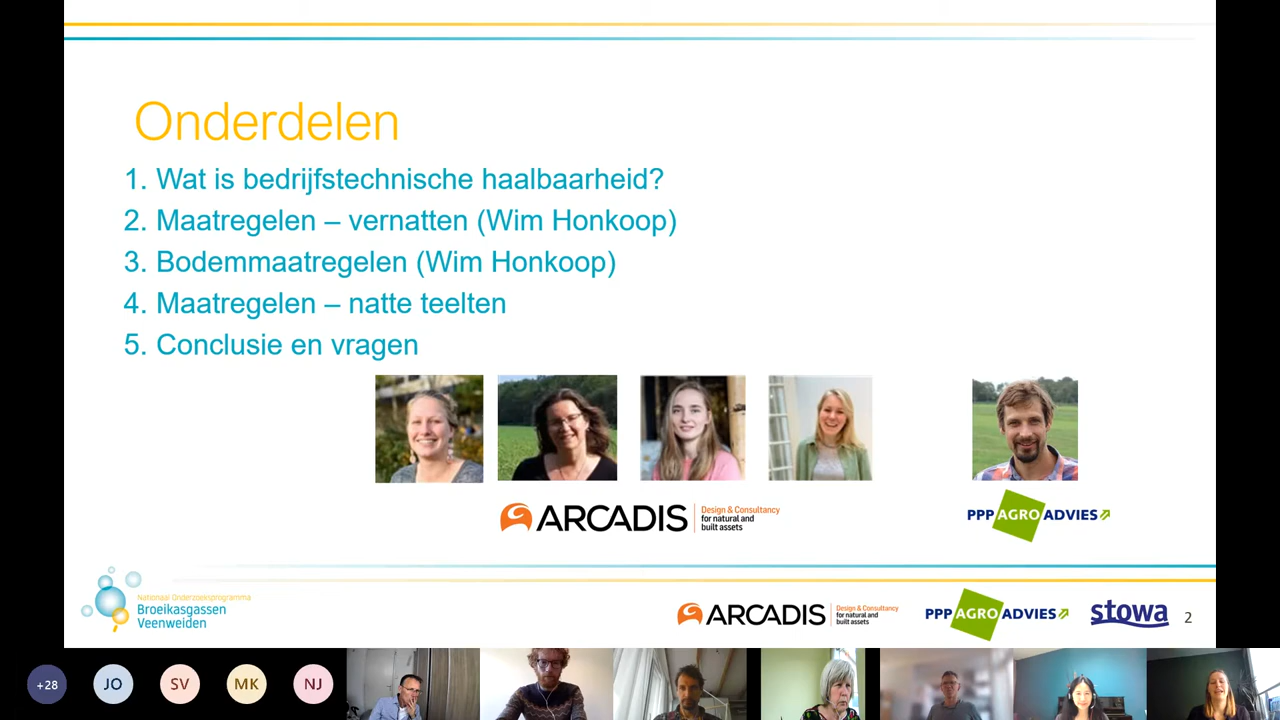 Onderdelen
1. Wat is bedrijfstechnische haalbaarheid?
2. Maatregelen – vernatten (Wim Honkoop)
3. Bodemmaatregelen (Wim Honkoop)
4. Maatregelen – natte teelten
5. Conclusie en vragen
ARCADIS
Design & Consultancy
for natural and
built assets
PPP AGRO ADVIES
Nationaal Onderzoeksprogramma
Broeikasgassen
Veenweiden
ARCADIS
Design & Consultancy
for natural and
built assets
PPP AGRO ADVIES
stowa
2
+28
JO
SV
MK
NJ